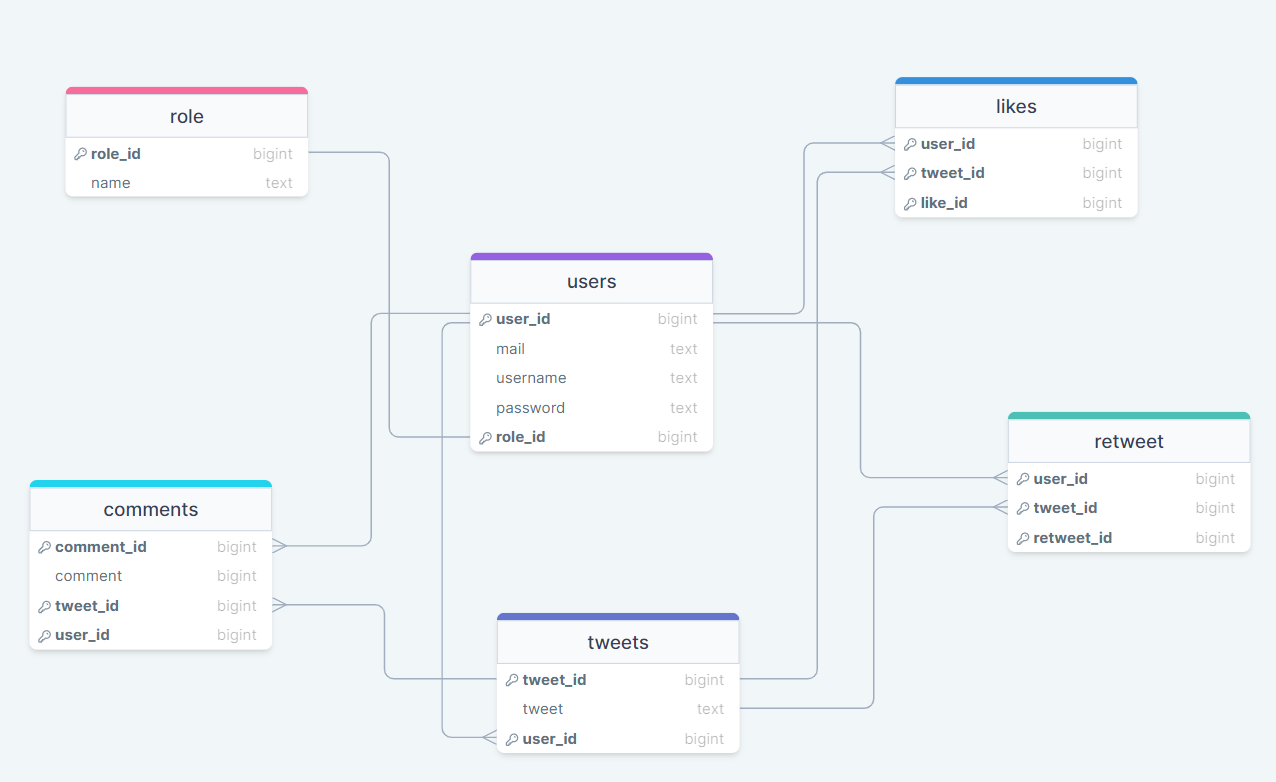 role
role_id bigint
name text
likes
user_id bigint
tweet_id bigint
like_id bigint
users
user_id bigint
mail text
username text
password text
role_id bigint
retweet
user_id bigint
tweet_id bigint
retweet_id bigint
comments
comment_id bigint
comment bigint
tweet_id bigint
user_id bigint
tweets
tweet_id bigint
tweet text
user_id bigint